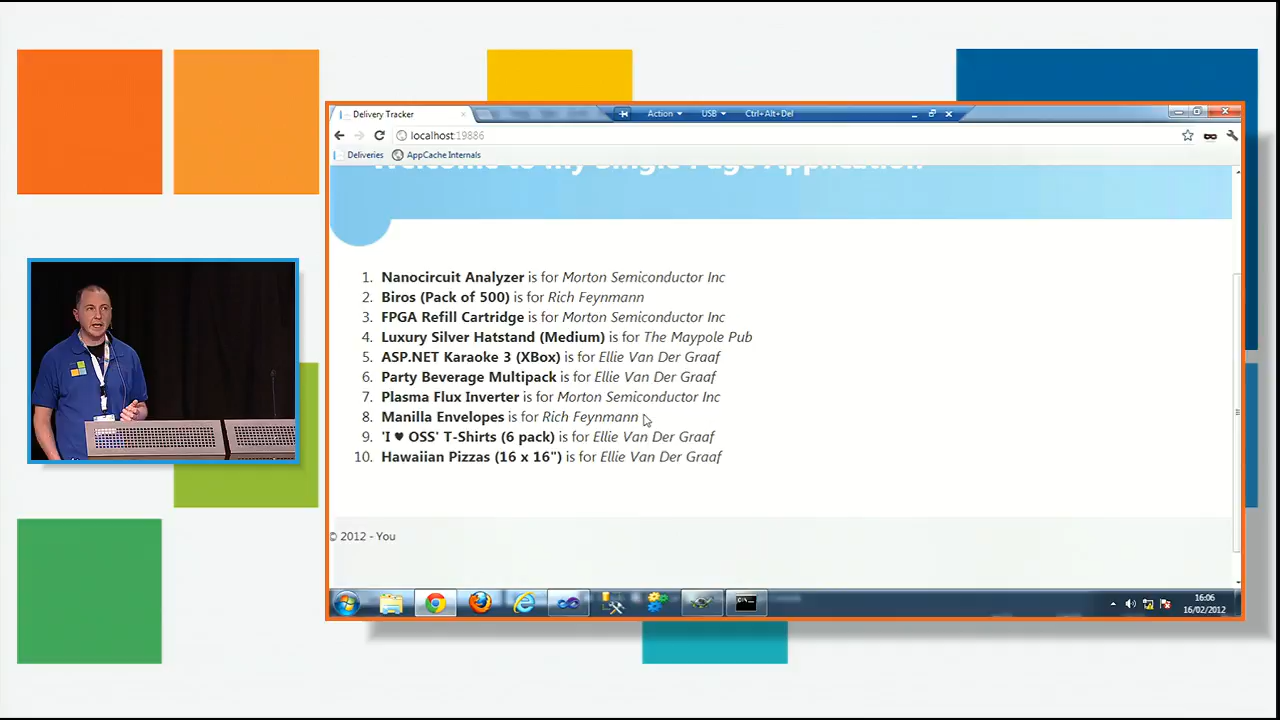 Delivery Tracker
Action
USB
Ctrl+Alt+Del
localhost:19886
Deliveries
AppCache Internals
Welcome to My Single Page Application
1. Nanocircuit Analyzer is for Morton Semiconductor Inc
2. Biros (Pack of 500) is for Rich Feynmann
3. FPGA Refill Cartridge is for Morton Semiconductor Inc
4. Luxury Silver Hatstand (Medium) is for The Maypole Pub
5. ASP.NET Karaoke 3 (XBox) is for Ellie Van Der Graaf
6. Party Beverage Multipack is for Ellie Van Der Graaf
7. Plasma Flux Inverter is for Morton Semiconductor Inc
8. Manilla Envelopes is for Rich Feynmann
9. 'I ♥ OSS' T-Shirts (6 pack) is for Ellie Van Der Graaf
10. Hawaiian Pizzas (16 x 16") is for Ellie Van Der Graaf
© 2012 - You
16:06
16/02/2012